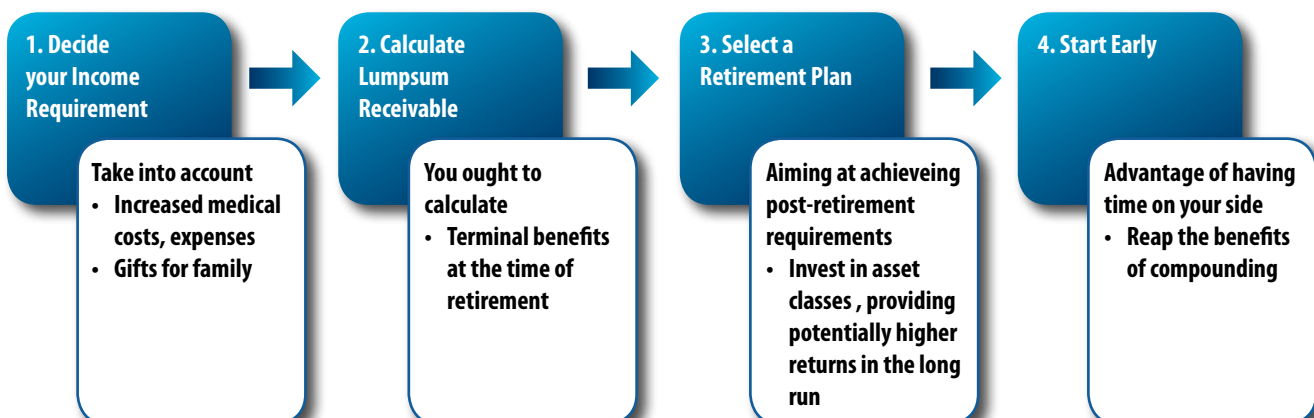 1. Decide
your Income
Requirement
Take into account
• Increased medical
costs, expenses
• Gifts for family
2. Calculate
Lumpsum
Receivable
You ought to
calculate
• Terminal benefits
at the time of
retirement
3. Select a
Retirement Plan
Aiming at achieveing
post-retirement
requirements
• Invest in asset
classes , providing
potentially higher
returns in the long
run
4. Start Early
Advantage of having
time on your side
• Reap the benefits
of compounding